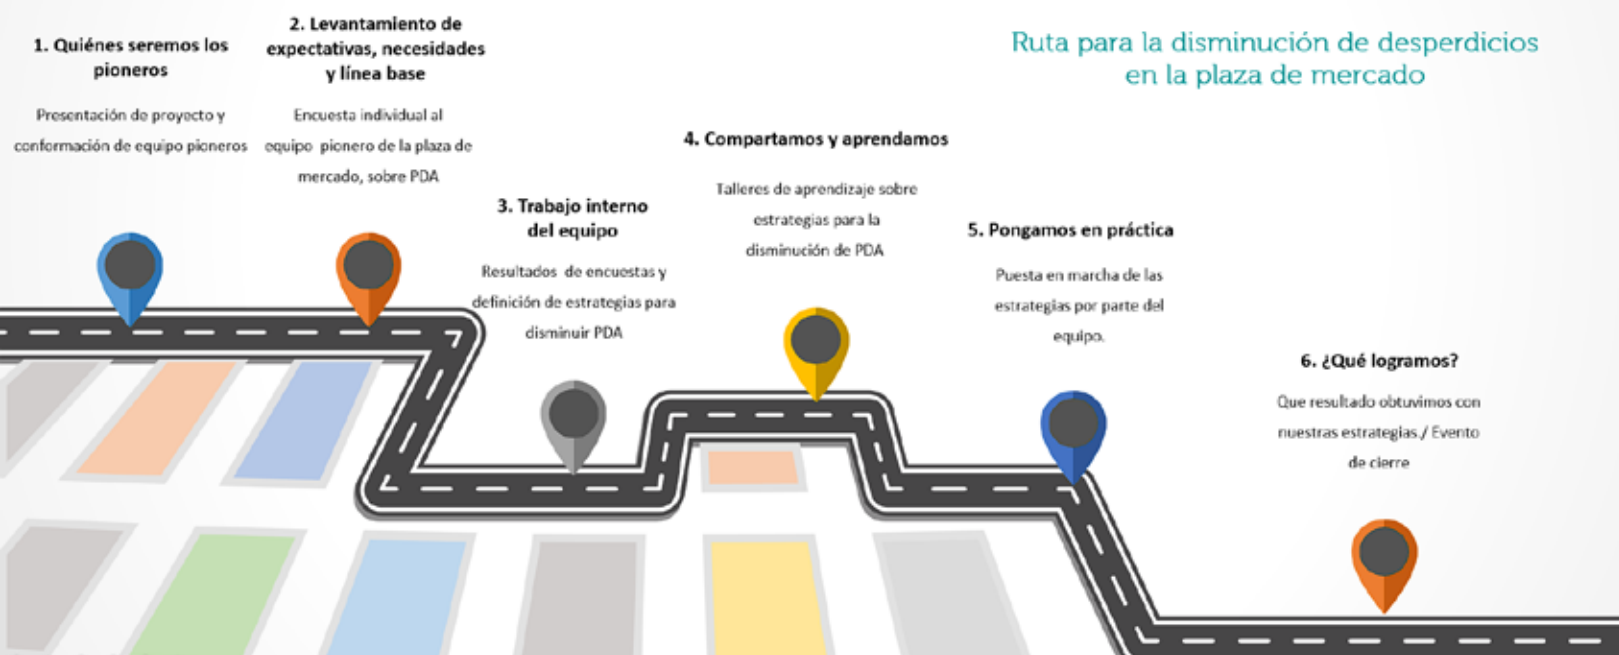 Ruta para la disminución de desperdicios
en la plaza de mercado
1. Quiénes seremos los
pioneros
Presentación de proyecto y
conformación de equipo pioneros
2. Levantamiento de
expectativas, necesidades
y línea base
Encuesta individual al
equipo pionero de la plaza de
mercado, sobre PDA
3. Trabajo interno
del equipo
Resultados de encuestas y
definición de estrategias para
disminuir PDA
4. Compartamos y aprendamos
Talleres de aprendizaje sobre
estrategias para la
disminución de PDA
5. Pongamos en práctica
Puesta en marcha de las
estrategias por parte del
equipo.
6. ¿Qué logramos?
Que resultado obtuvimos con
nuestras estrategias./ Evento
de cierre